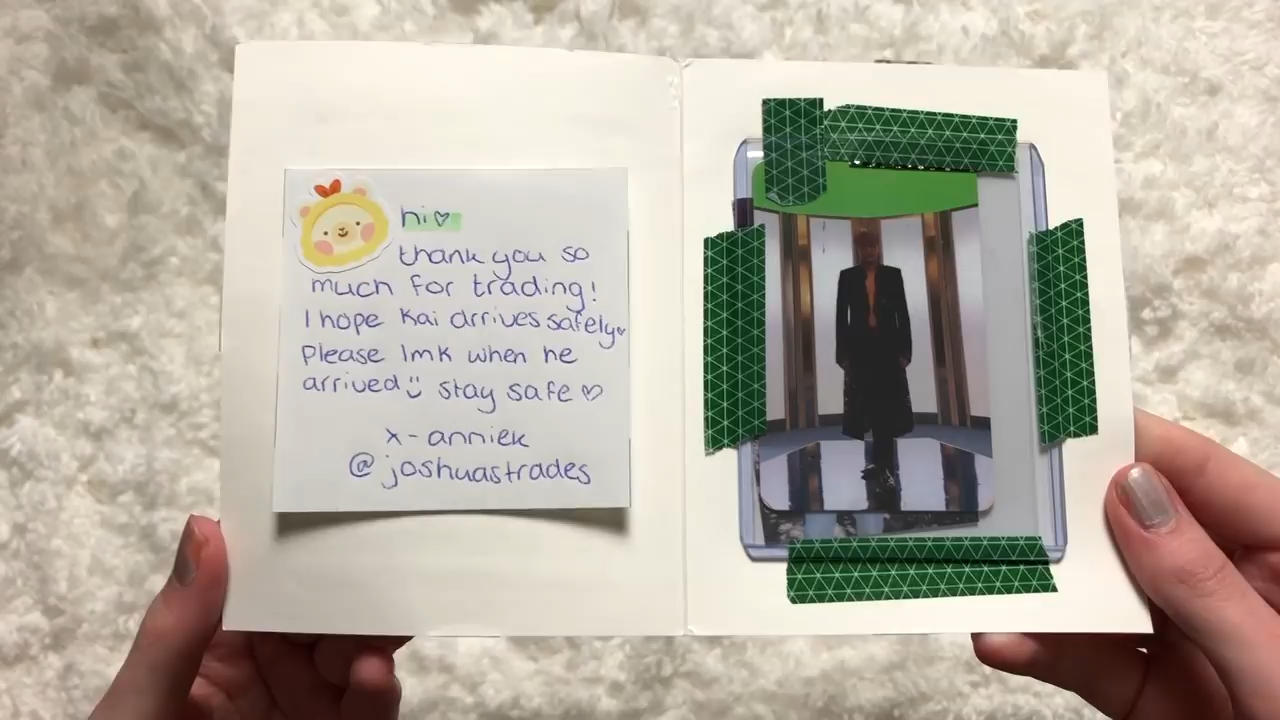 hi♡
thank you so
much for trading!
I hope Kai arrives safely♡
Please lmk when he
arrived :) stay safe ♡
x-anniek
@joshuastrades